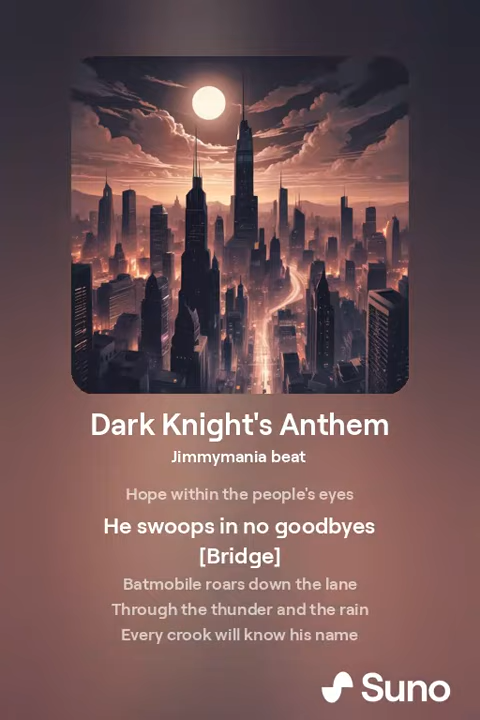 Dark Knight's Anthem
Jimmymania beat
Hope within the people's eyes
He swoops in no goodbyes
[Bridge]
Batmobile roars down the lane
Through the thunder and the rain
Every crook will know his name
Suno